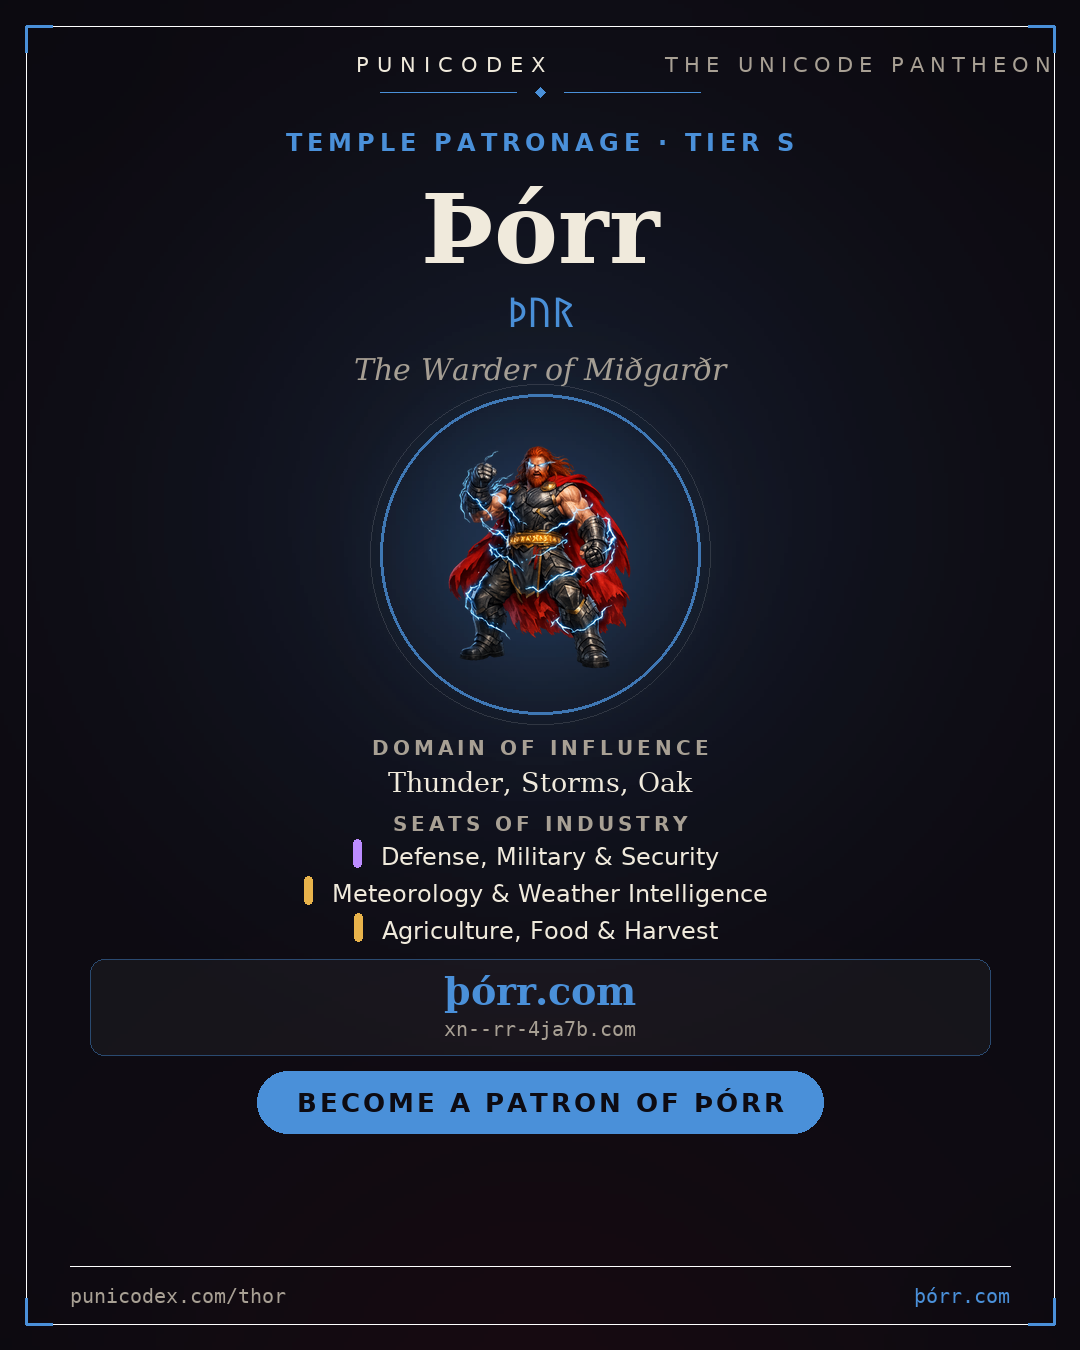 PUNICODEX
THE UNICODE PANTHEON
TEMPLE PATRONAGE · TIER S
Þórr
ᚦᚢᚱ
The Warder of Miðgarðr
DOMAIN OF INFLUENCE
Thunder, Storms, Oak
SEATS OF INDUSTRY
Defense, Military & Security
Meteorology & Weather Intelligence
Agriculture, Food & Harvest
þórr.com
xn--rr-4ja7b.com
BECOME A PATRON OF ÞÓRR
punicodex.com/thor
þórr.com